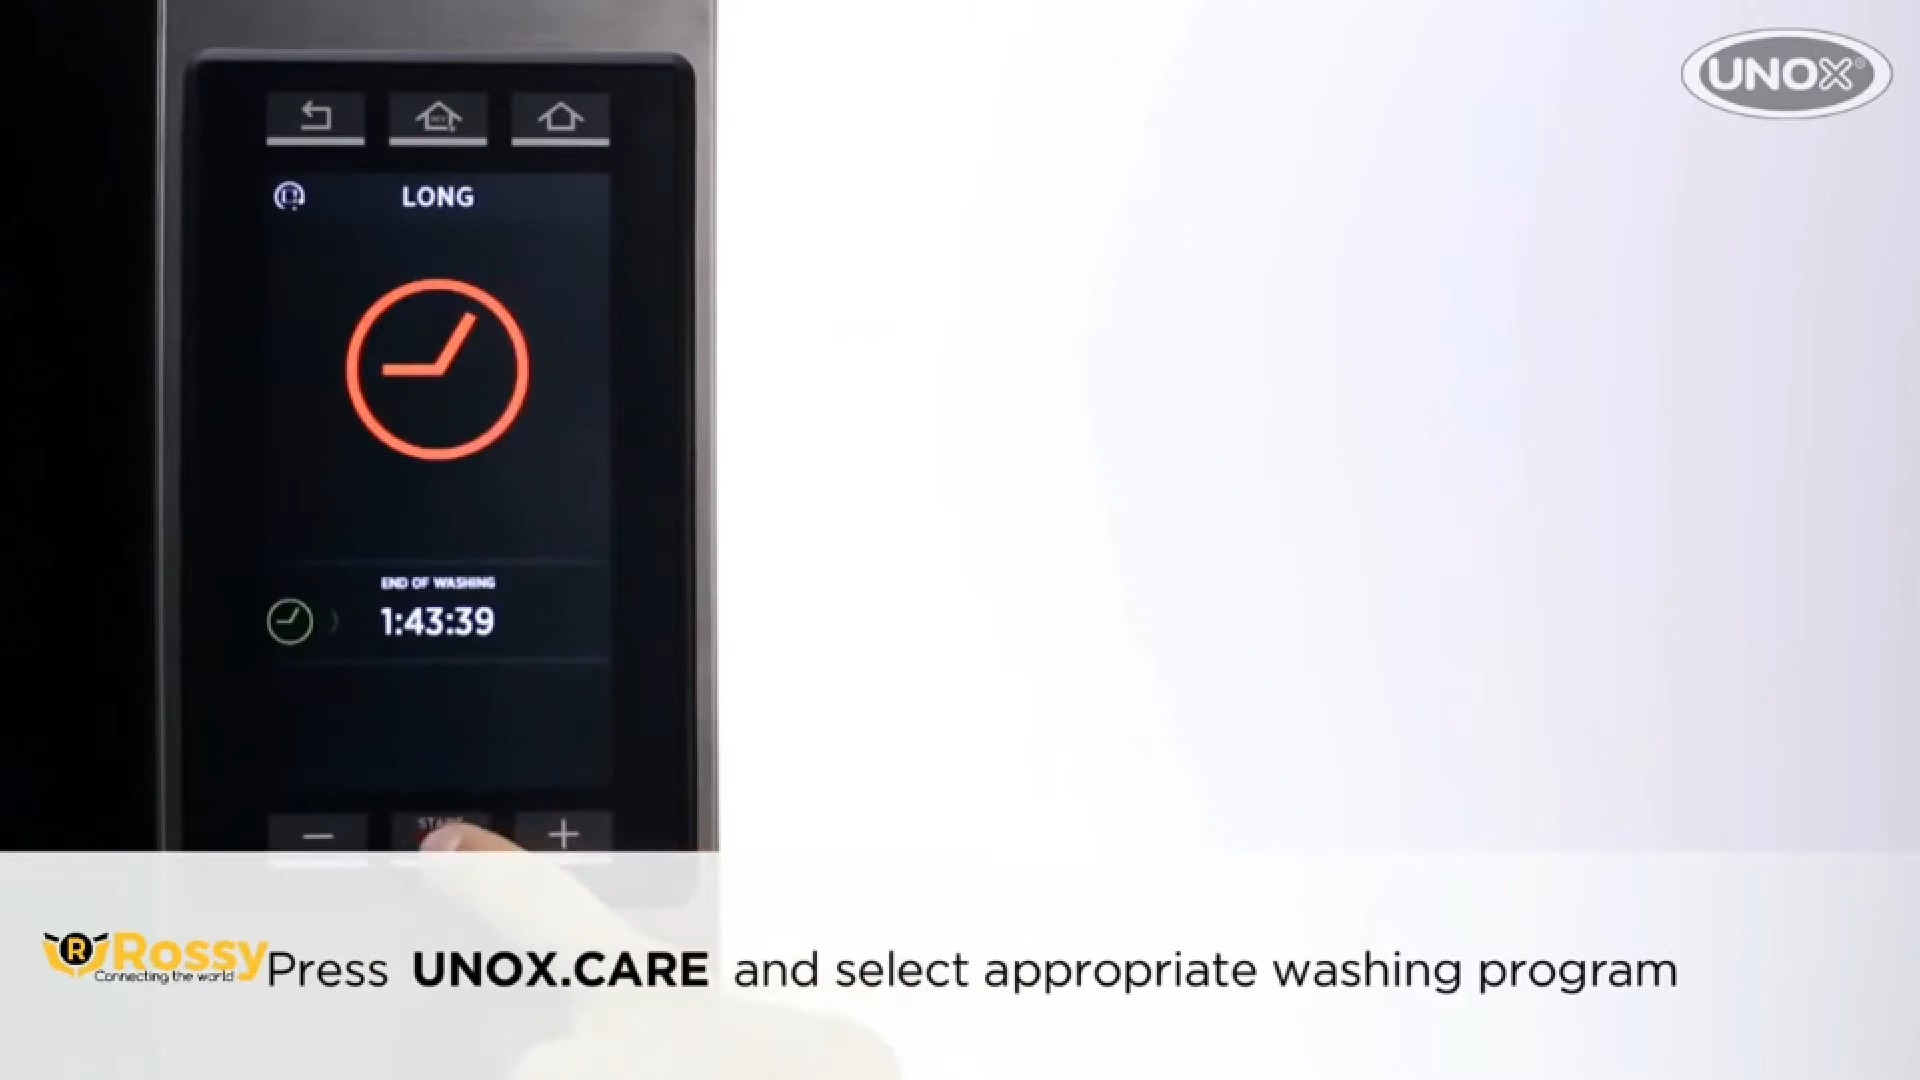 UNOX®
LONG
END OF WASHING
1:43:39
START
Rossy
Connecting the world
Press UNOX.CARE and select appropriate washing program